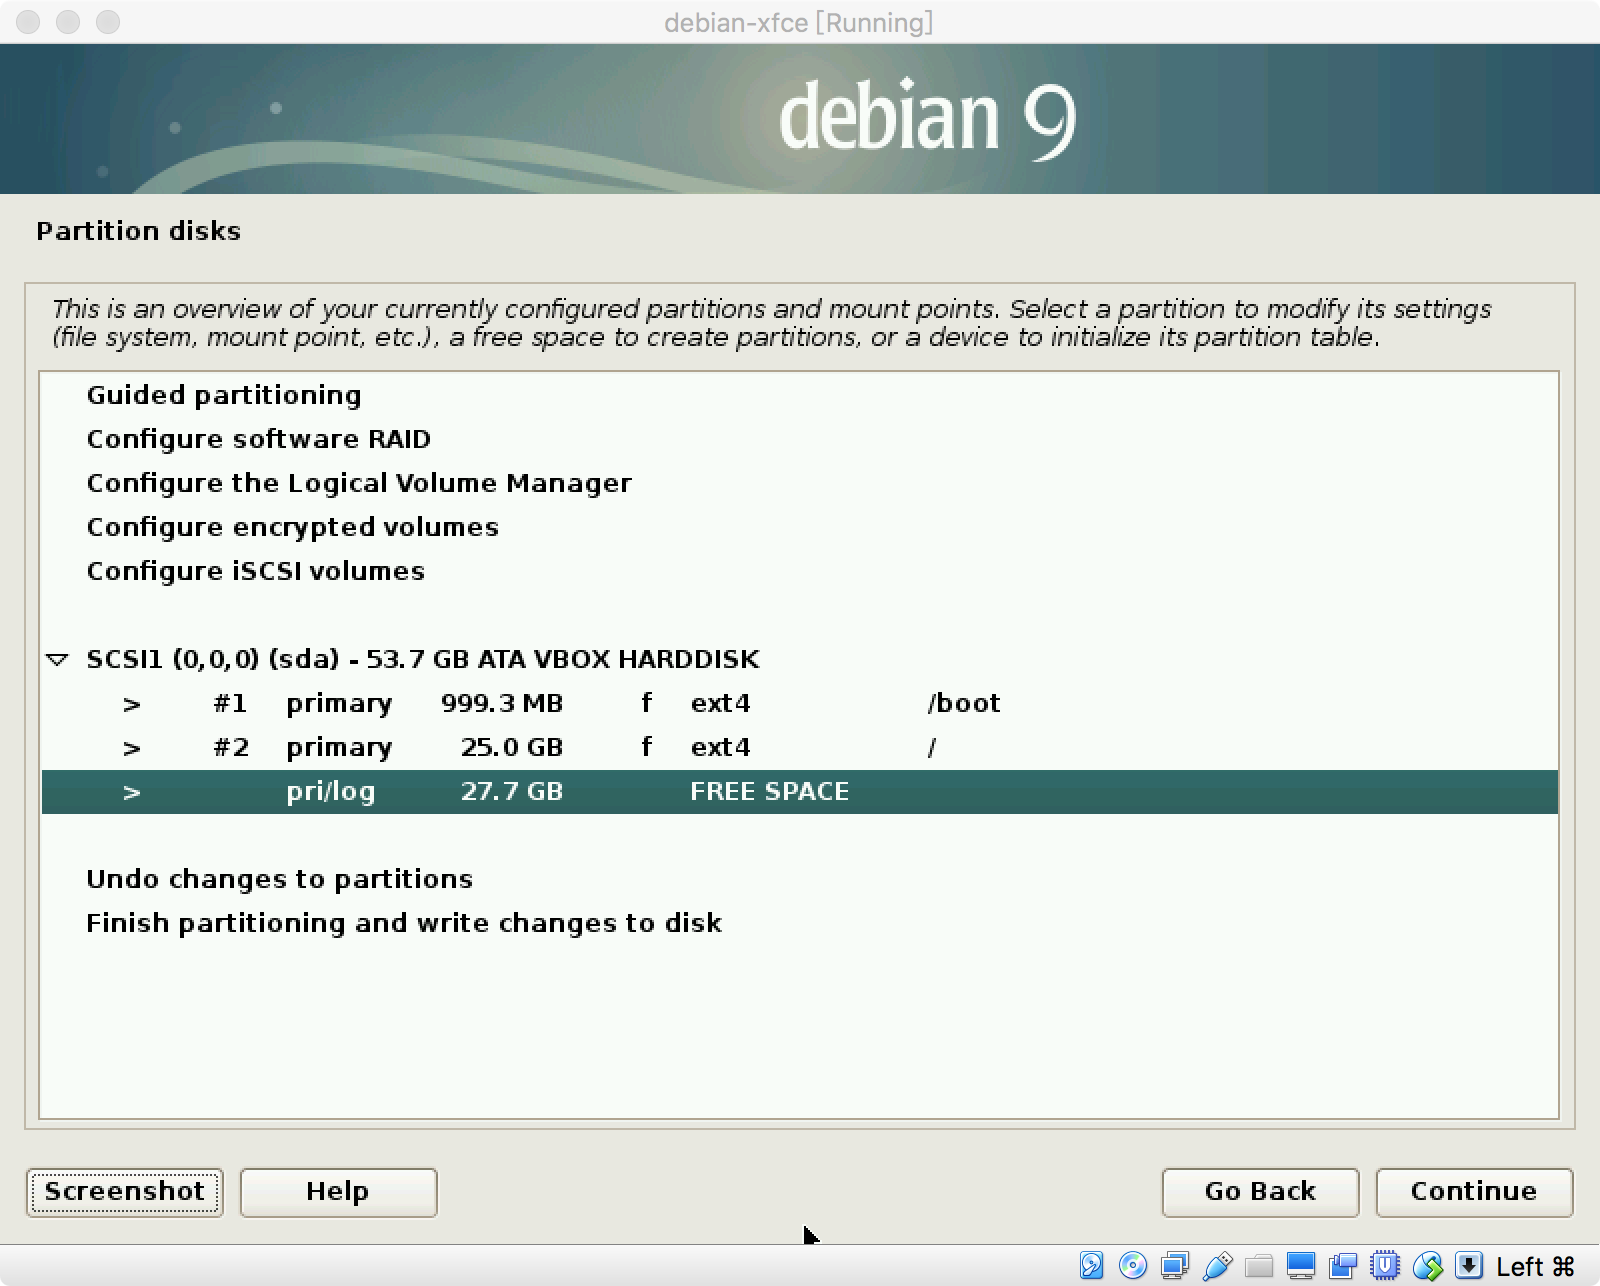 debian-xfce [Running]
debian 9
Partition disks
This is an overview of your currently configured partitions and mount points. Select a partition to modify its settings
(file system, mount point, etc.), a free space to create partitions, or a device to initialize its partition table.
Guided partitioning
Configure software RAID
Configure the Logical Volume Manager
Configure encrypted volumes
Configure iSCSI volumes
SCSI1 (0,0,0) (sda) - 53.7 GB ATA VBOX HARDDISK
> #1 primary 999.3 MB f ext4 /boot
> #2 primary 25.0 GB f ext4 /
> pri/log 27.7 GB FREE SPACE
Undo changes to partitions
Finish partitioning and write changes to disk
Screenshot Help Go Back Continue
Left ⌘